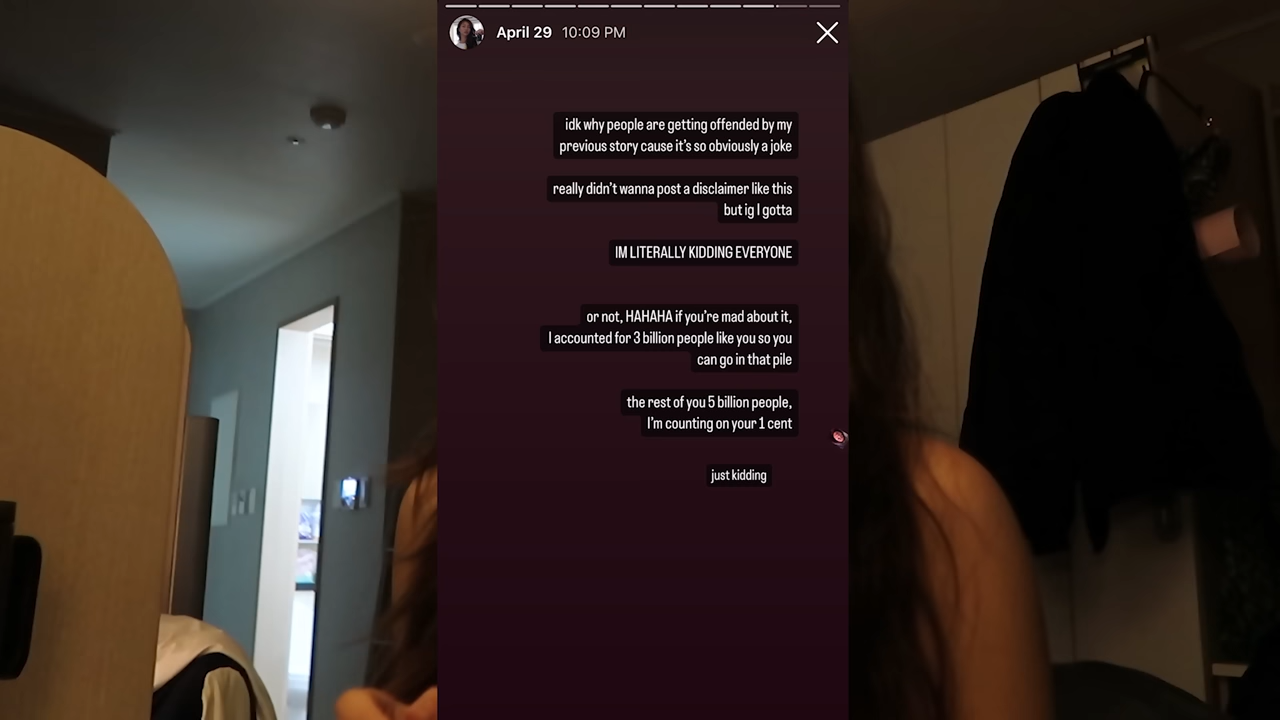 April 29 10:09 PM
idk why people are getting offended by my
previous story cause it's so obviously a joke
really didn't wanna post a disclaimer like this
but ig I gotta
IM LITERALLY KIDDING EVERYONE
or not, HAHAHA if you're mad about it,
I accounted for 3 billion people like you so you
can go in that pile
the rest of you 5 billion people,
I'm counting on your 1 cent
just kidding